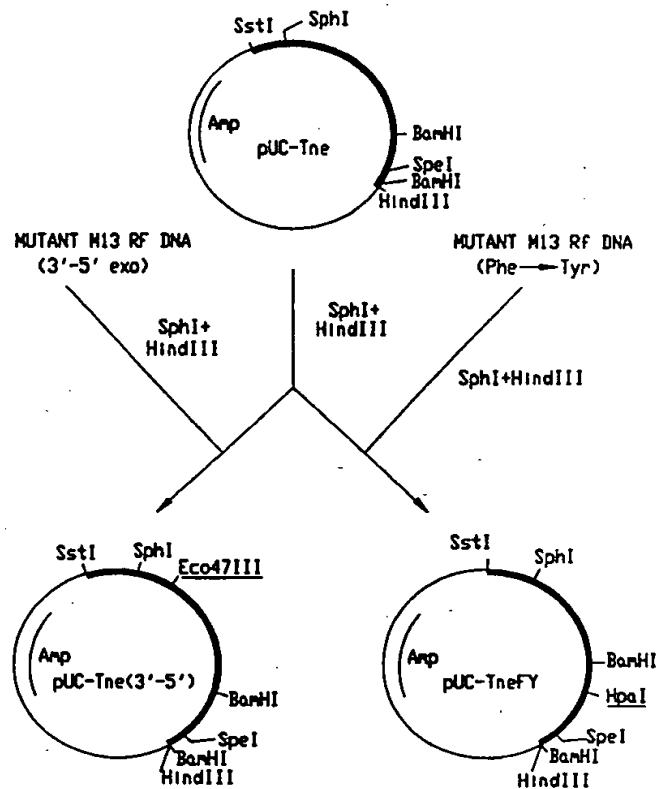 SstI
SphI
Amp
pUC-Tne
BamHI
SpeI
BamHI
HindIII
MUTANT M13 RF DNA
(3'-5' exo)
MUTANT M13 Rf DNA
(Phe→Tyr)
SphI+
HindIII
SphI+
HindIII
SphI+HindIII
SstI
SphI
Eco47III
Amp
pUC-Tne(3'-5')
BamHI
SpeI
BamHI
HindIII
SstI
SphI
Amp
pUC-TneFY
BamHI
HpaI
SpeI
BamHI
HindIII